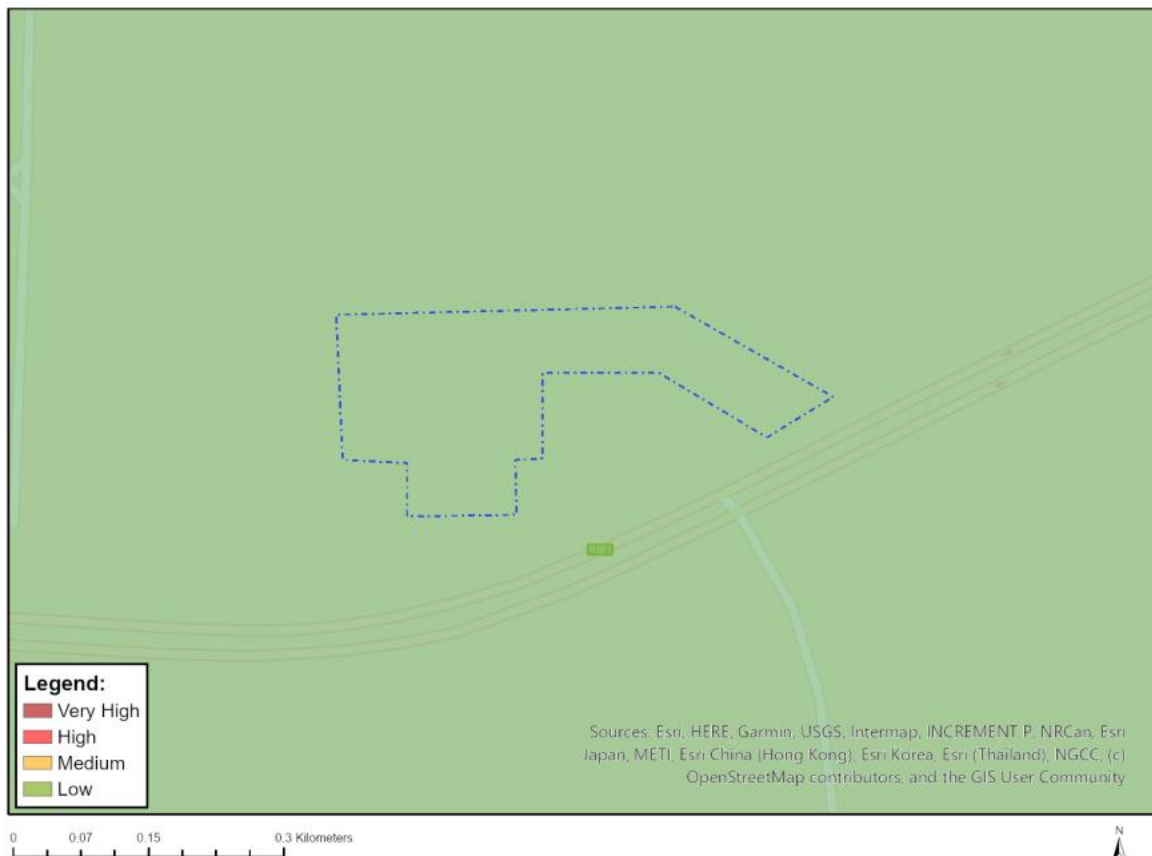 Legend:
Very High
High
Medium
Low
Sources: Esri, HERE, Garmin, USGS, Intermap, INCREMENT P, NRCan, Esri
Japan, METI, Esri China (Hong Kong), Esri Korea, Esri (Thailand), NGCC, (c)
OpenStreetMap contributors, and the GIS User Community
0 0.07 0.15 0.3 Kilometers
N